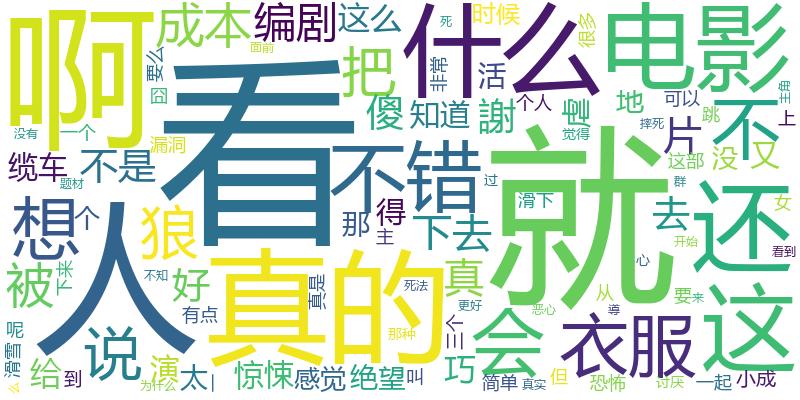 啊
看
什么
电影
就
人
真的
不错
还
这
想
说
会
衣服
不
成本
编剧
这么
时候
很多
死
面前
要么
非常
把
活
囧
傻
知道
謝
虐
地
个人
可以
跳
主角
上
没有
一个
漏洞
觉得
摔死
片
缆车
不是
这部
没
又
题材
过
群
女
个
狼
那
得
主
下去
滑下
去
开始
看到
被
下来
不知
好
真是
死法
真
更好
恶心
心
從
要
来
有点
那种
三个
導
滑雪
呢
么
给
到
演
为什么
太
惊悚
感觉
绝望
叫
巧
简单
真实
但
恐怖
讨厌
一起
小成